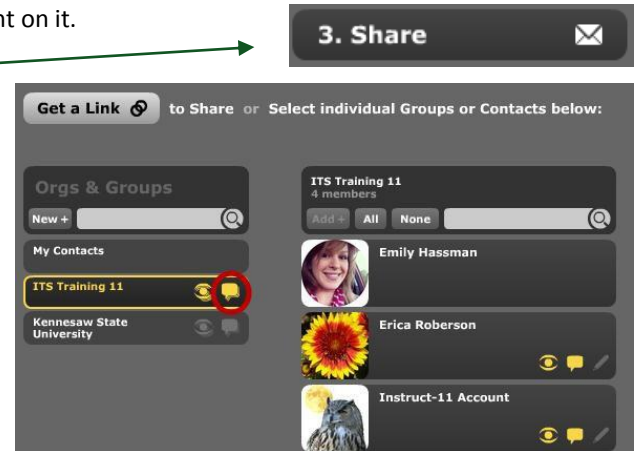 nt on it.
3. Share
Get a Link to Share or Select individual Groups or Contacts below:
Orgs & Groups
New +
My Contacts
ITS Training 11
Kennesaw State
University
ITS Training 11
4 members
Add + All None
Emily Hassman
Erica Roberson
Instruct-11 Account